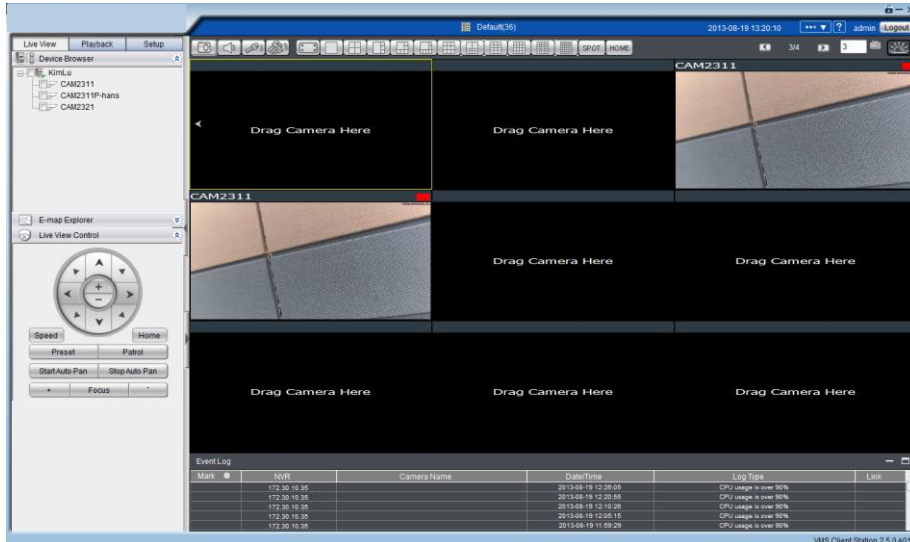 Default(36)
2013-08-19 13:20:10
admin
Logout
Live View
Playback
Setup
SPOT
HOME
3/4
3
Device Browser
KimLu
CAM2311
CAM2311P-hans
CAM2321
E-map Explorer
Live View Control
+
−
Speed
Home
Preset
Patrol
Start Auto Pan
Stop Auto Pan
+ Focus -
Drag Camera Here
Drag Camera Here
CAM2311
CAM2311
Drag Camera Here
Drag Camera Here
Drag Camera Here
Drag Camera Here
Drag Camera Here
Event Log
Mark NVR Camera Name Date/Time Log Type Link
172.30.10.35 2013-08-19 12:26:05 CPU usage is over 90%
172.30.10.35 2013-08-19 12:20:55 CPU usage is over 90%
172.30.10.35 2013-08-19 12:10:26 CPU usage is over 90%
172.30.10.35 2013-08-19 12:05:15 CPU usage is over 90%
172.30.10.35 2013-08-19 11:59:29 CPU usage is over 90%
VMS Client Station 2.5.0.601